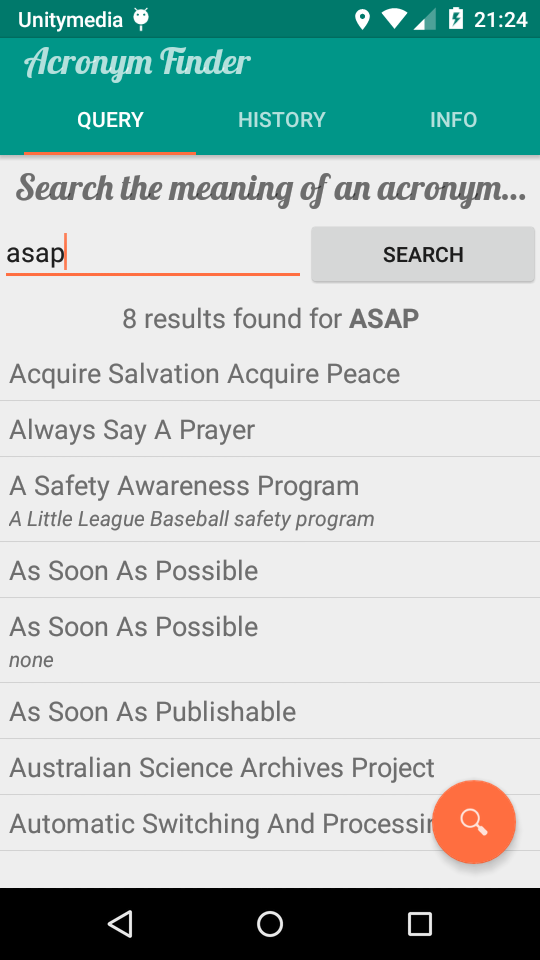 Unitymedia 21:24
Acronym Finder
QUERY HISTORY INFO
Search the meaning of an acronym...
asap SEARCH
8 results found for ASAP
Acquire Salvation Acquire Peace
Always Say A Prayer
A Safety Awareness Program
A Little League Baseball safety program
As Soon As Possible
As Soon As Possible
none
As Soon As Publishable
Australian Science Archives Project
Automatic Switching And